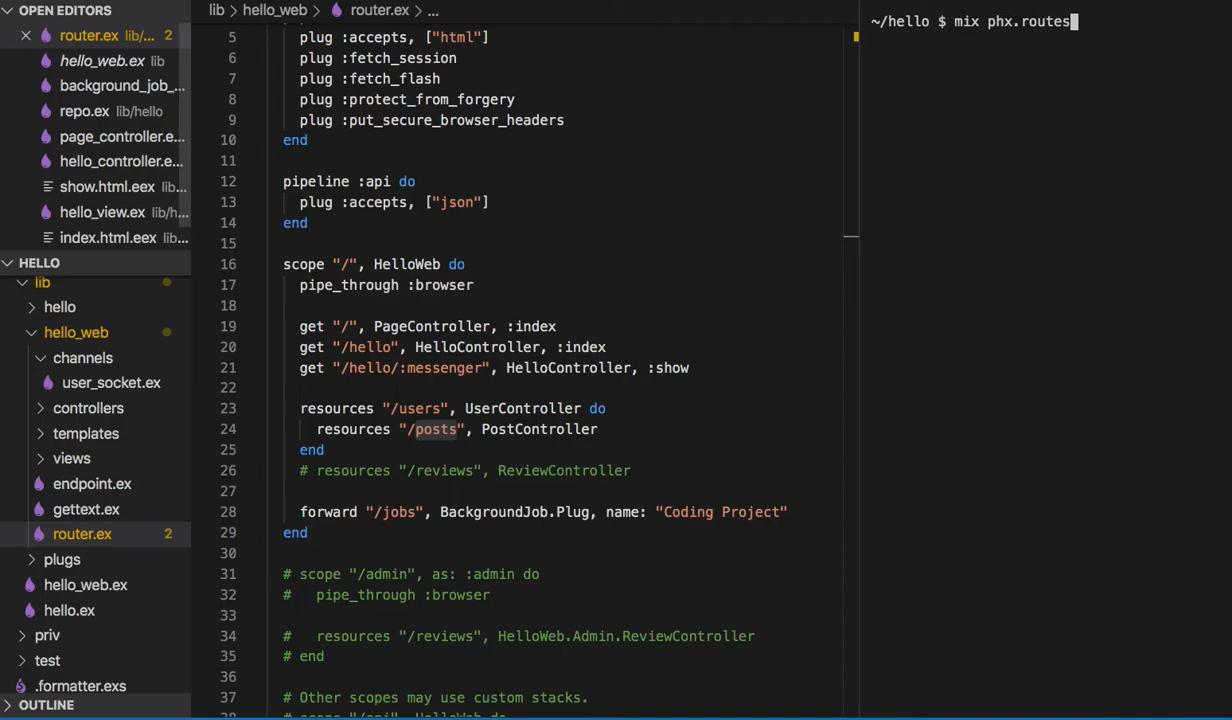 OPEN EDITORS
router.ex lib/... 2
hello_web.ex lib
background_job_...
repo.ex lib/hello
page_controller.e...
hello_controller.e...
show.html.eex lib...
hello_view.ex lib/h...
index.html.eex lib...
HELLO
lib
hello
hello_web
channels
user_socket.ex
controllers
templates
views
endpoint.ex
gettext.ex
router.ex 2
plugs
hello_web.ex
hello.ex
priv
test
.formatter.exs
OUTLINE
lib > hello_web > router.ex > ...
5 plug :accepts, ["html"]
6 plug :fetch_session
7 plug :fetch_flash
8 plug :protect_from_forgery
9 plug :put_secure_browser_headers
10 end
11
12 pipeline :api do
13 plug :accepts, ["json"]
14 end
15
16 scope "/", HelloWeb do
17 pipe_through :browser
18
19 get "/", PageController, :index
20 get "/hello", HelloController, :index
21 get "/hello/:messenger", HelloController, :show
22
23 resources "/users", UserController do
24 resources "/posts", PostController
25 end
26 # resources "/reviews", ReviewController
27
28 forward "/jobs", BackgroundJob.Plug, name: "Coding Project"
29 end
30
31 # scope "/admin", as: :admin do
32 # pipe_through :browser
33
34 # resources "/reviews", HelloWeb.Admin.ReviewController
35 # end
36
37 # Other scopes may use custom stacks.
38 # scope "/api", HelloWeb do
~/hello $ mix phx.routes